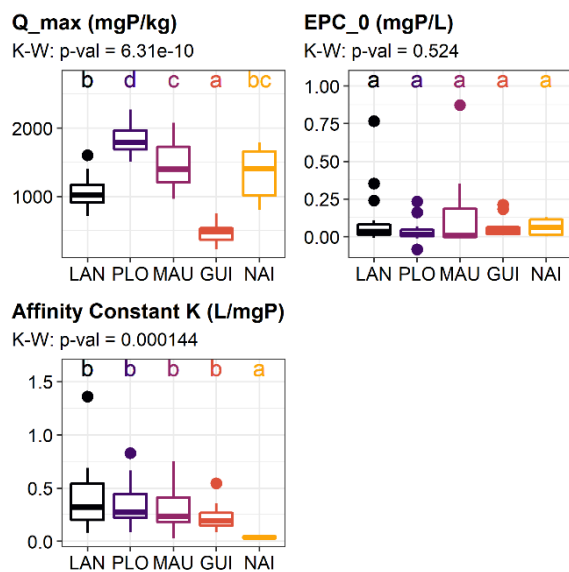 Q_max (mgP/kg)
K-W: p-val = 6.31e-10
b d c a bc
2000
1000
LAN PLO MAU GUI NAI
EPC_0 (mgP/L)
K-W: p-val = 0.524
a a a a a
1.00
0.75
0.25
0.00
LAN PLO MAU GUI NAI
Affinity Constant K (L/mgP)
K-W: p-val = 0.000144
b b b b a
1.5
1.0
0.5
0.0
LAN PLO MAU GUI NAI